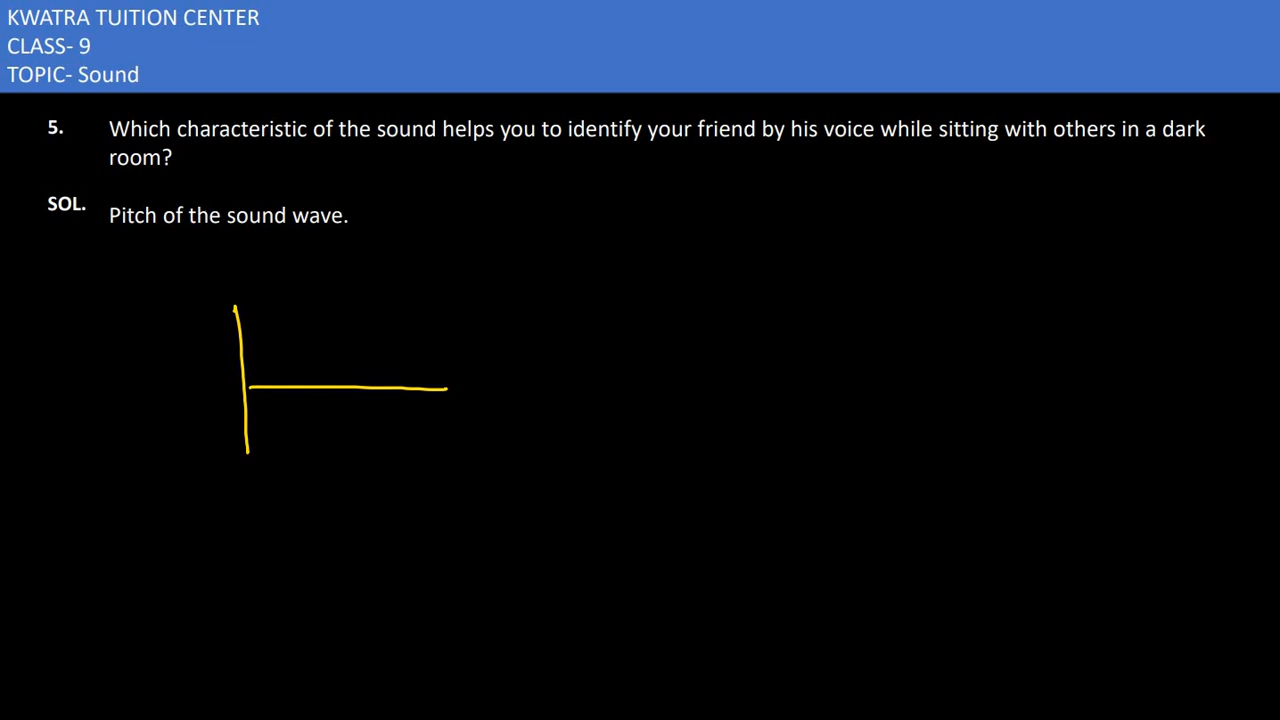 KWATRA TUITION CENTER
CLASS- 9
TOPIC- Sound
5. Which characteristic of the sound helps you to identify your friend by his voice while sitting with others in a dark
room?
SOL. Pitch of the sound wave.